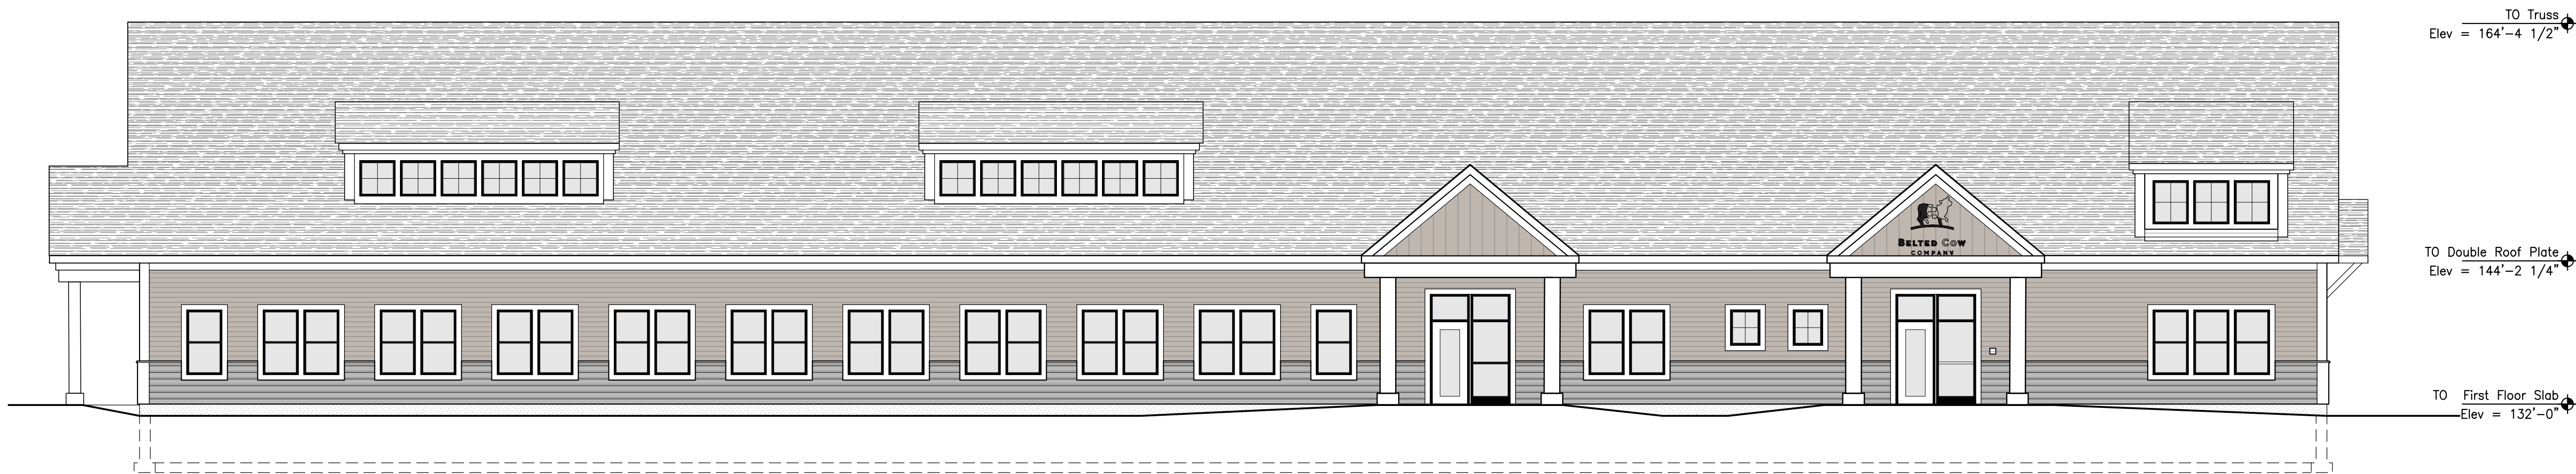 TO Truss
Elev = 164'-4 1/2"
BELTED COW
COMPANY
TO Double Roof Plate
Elev = 144'-2 1/4"
TO First Floor Slab
Elev = 132'-0"